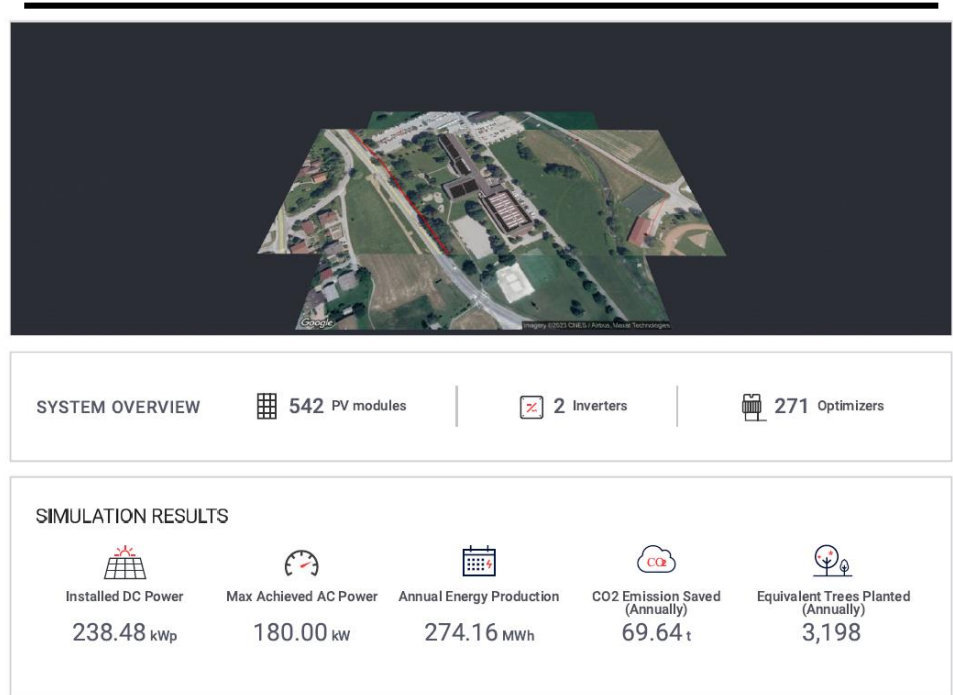 Google
Imagery ©2023 CNES / Airbus, Maxar Technologies
SYSTEM OVERVIEW
542 PV modules
2 Inverters
271 Optimizers
SIMULATION RESULTS
CO2
Installed DC Power
Max Achieved AC Power
Annual Energy Production
CO2 Emission Saved
(Annually)
Equivalent Trees Planted
(Annually)
238.48 kWp
180.00 kW
274.16 MWh
69.64 t
3,198